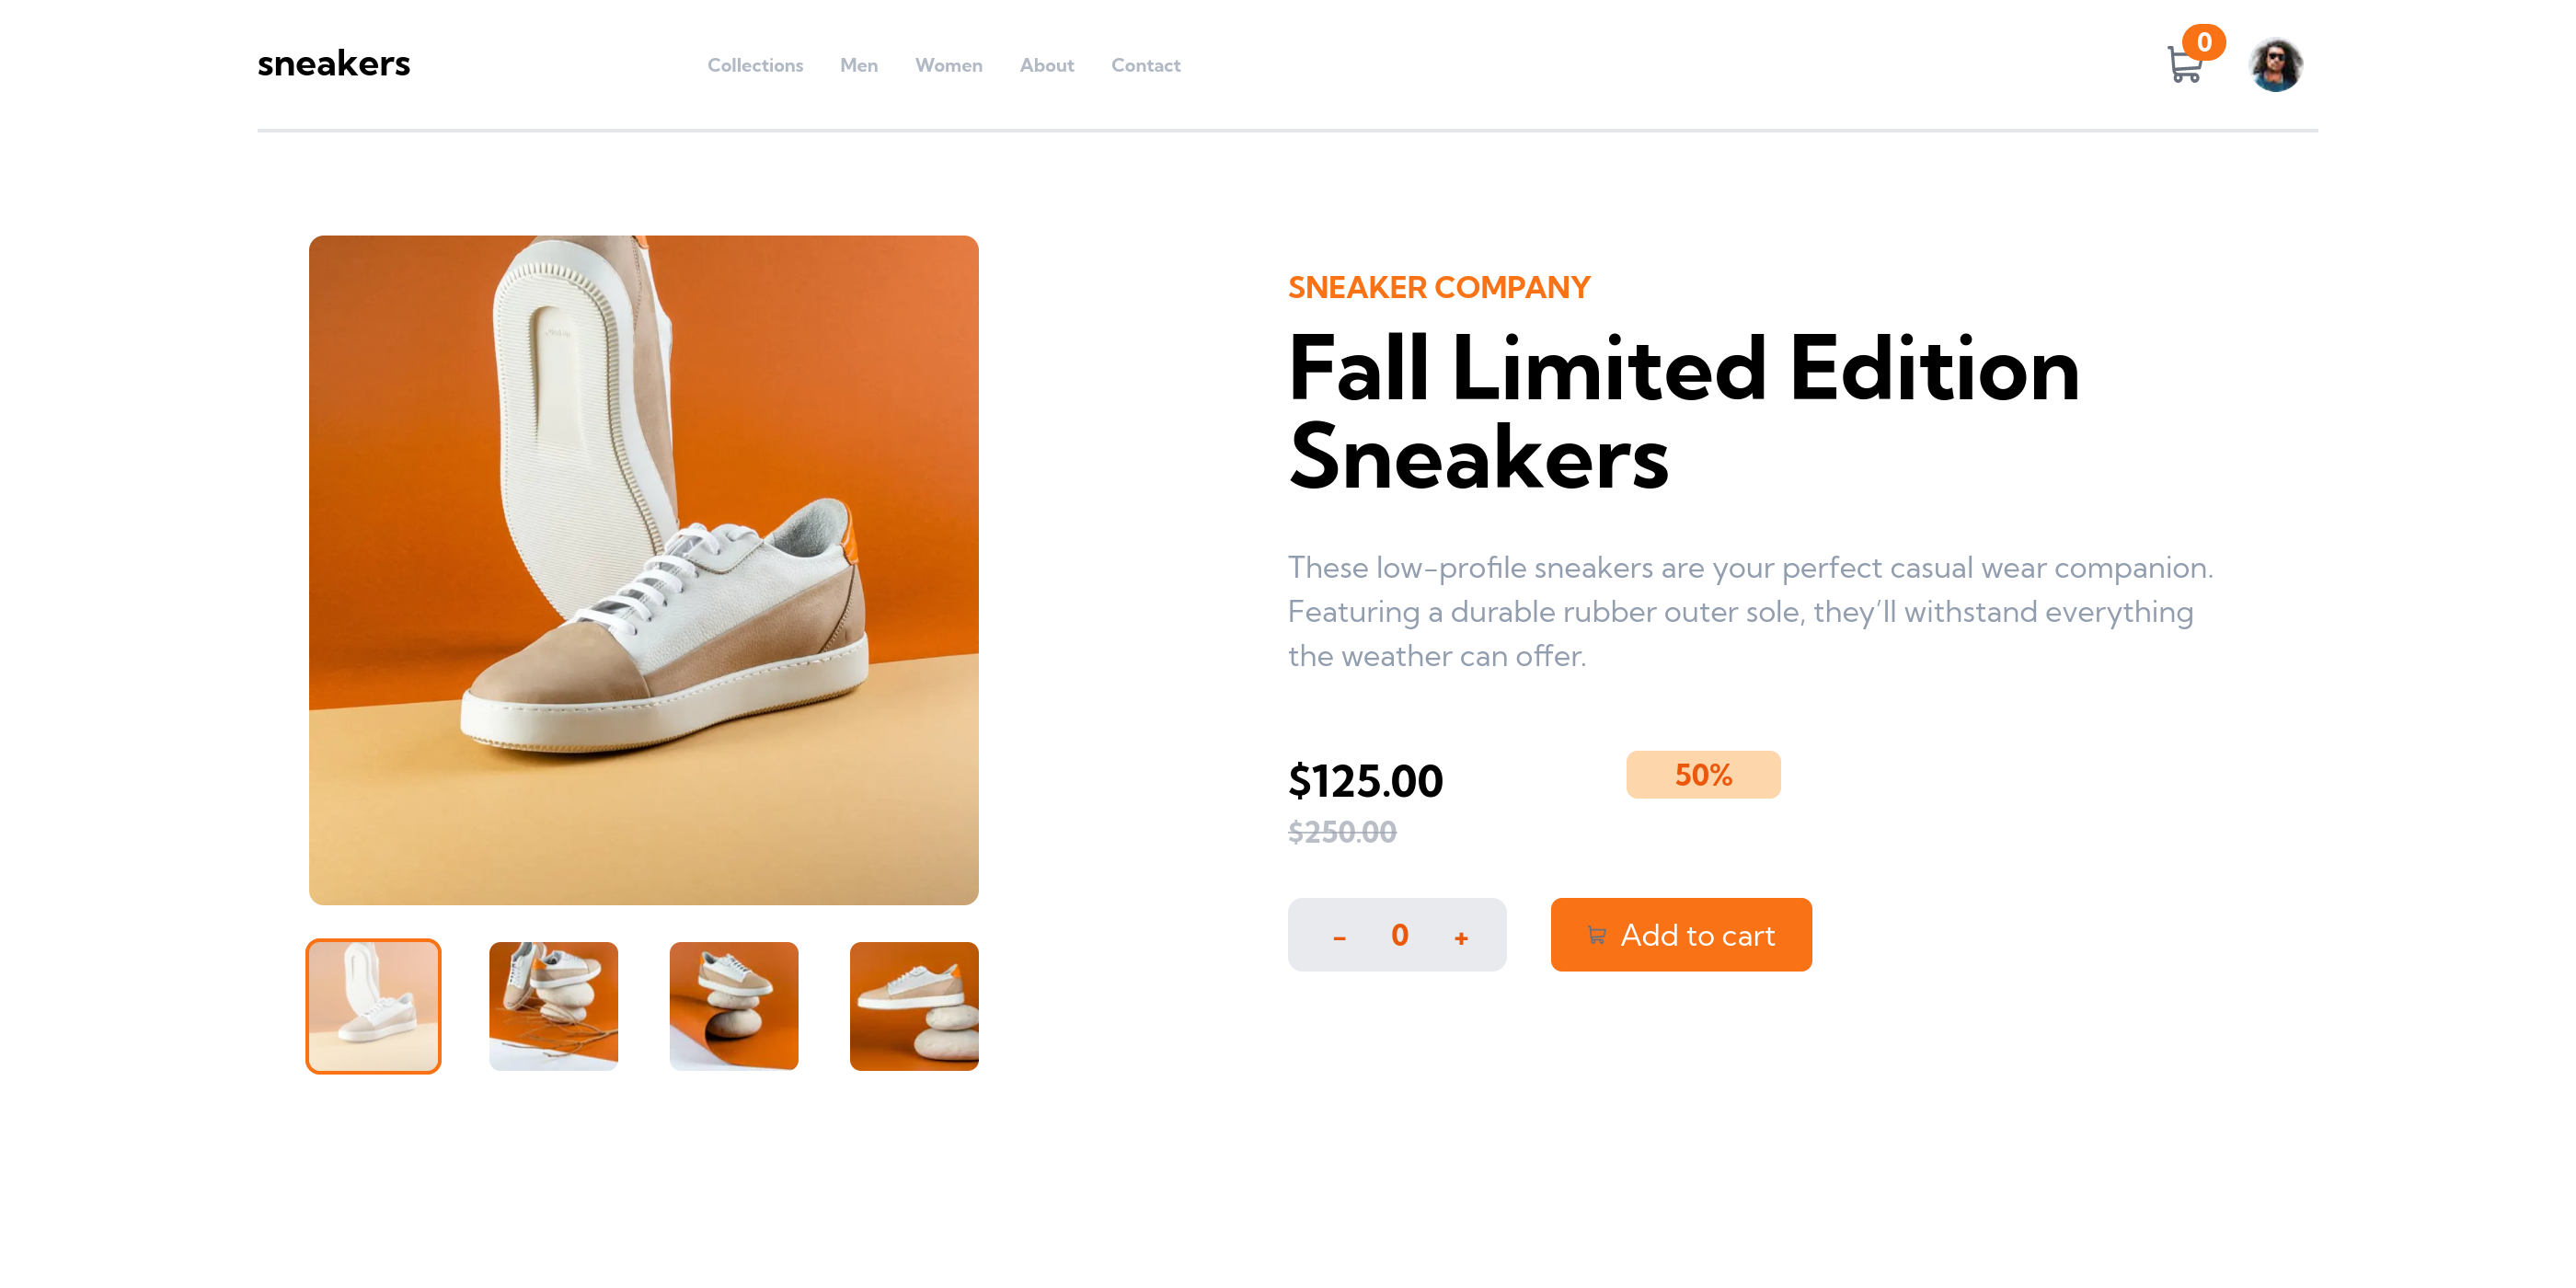 sneakers
Collections Men Women About Contact
0
SNEAKER COMPANY
Fall Limited Edition
Sneakers
These low-profile sneakers are your perfect casual wear companion.
Featuring a durable rubber outer sole, they’ll withstand everything
the weather can offer.
$125.00 50%
$250.00
- 0 +
Add to cart